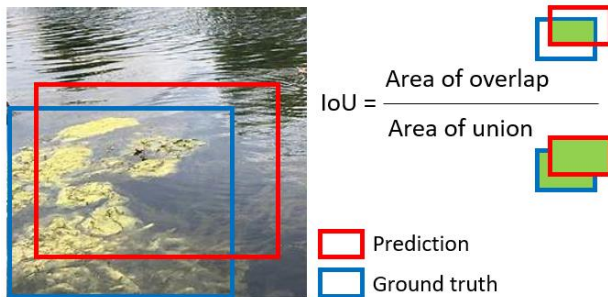 IoU =
Area of overlap
Area of union
Prediction
Ground truth